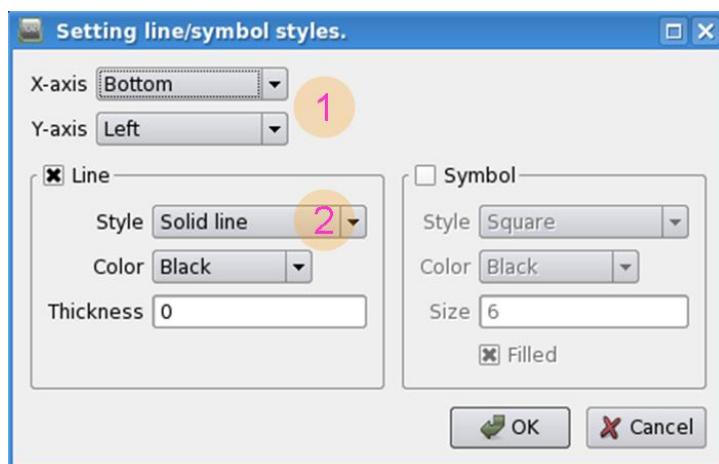 Setting line/symbol styles.
X-axis Bottom
1
Y-axis Left
Line
Style Solid line
2
Color Black
Thickness 0
Symbol
Style Square
Color Black
Size 6
Filled
OK
Cancel